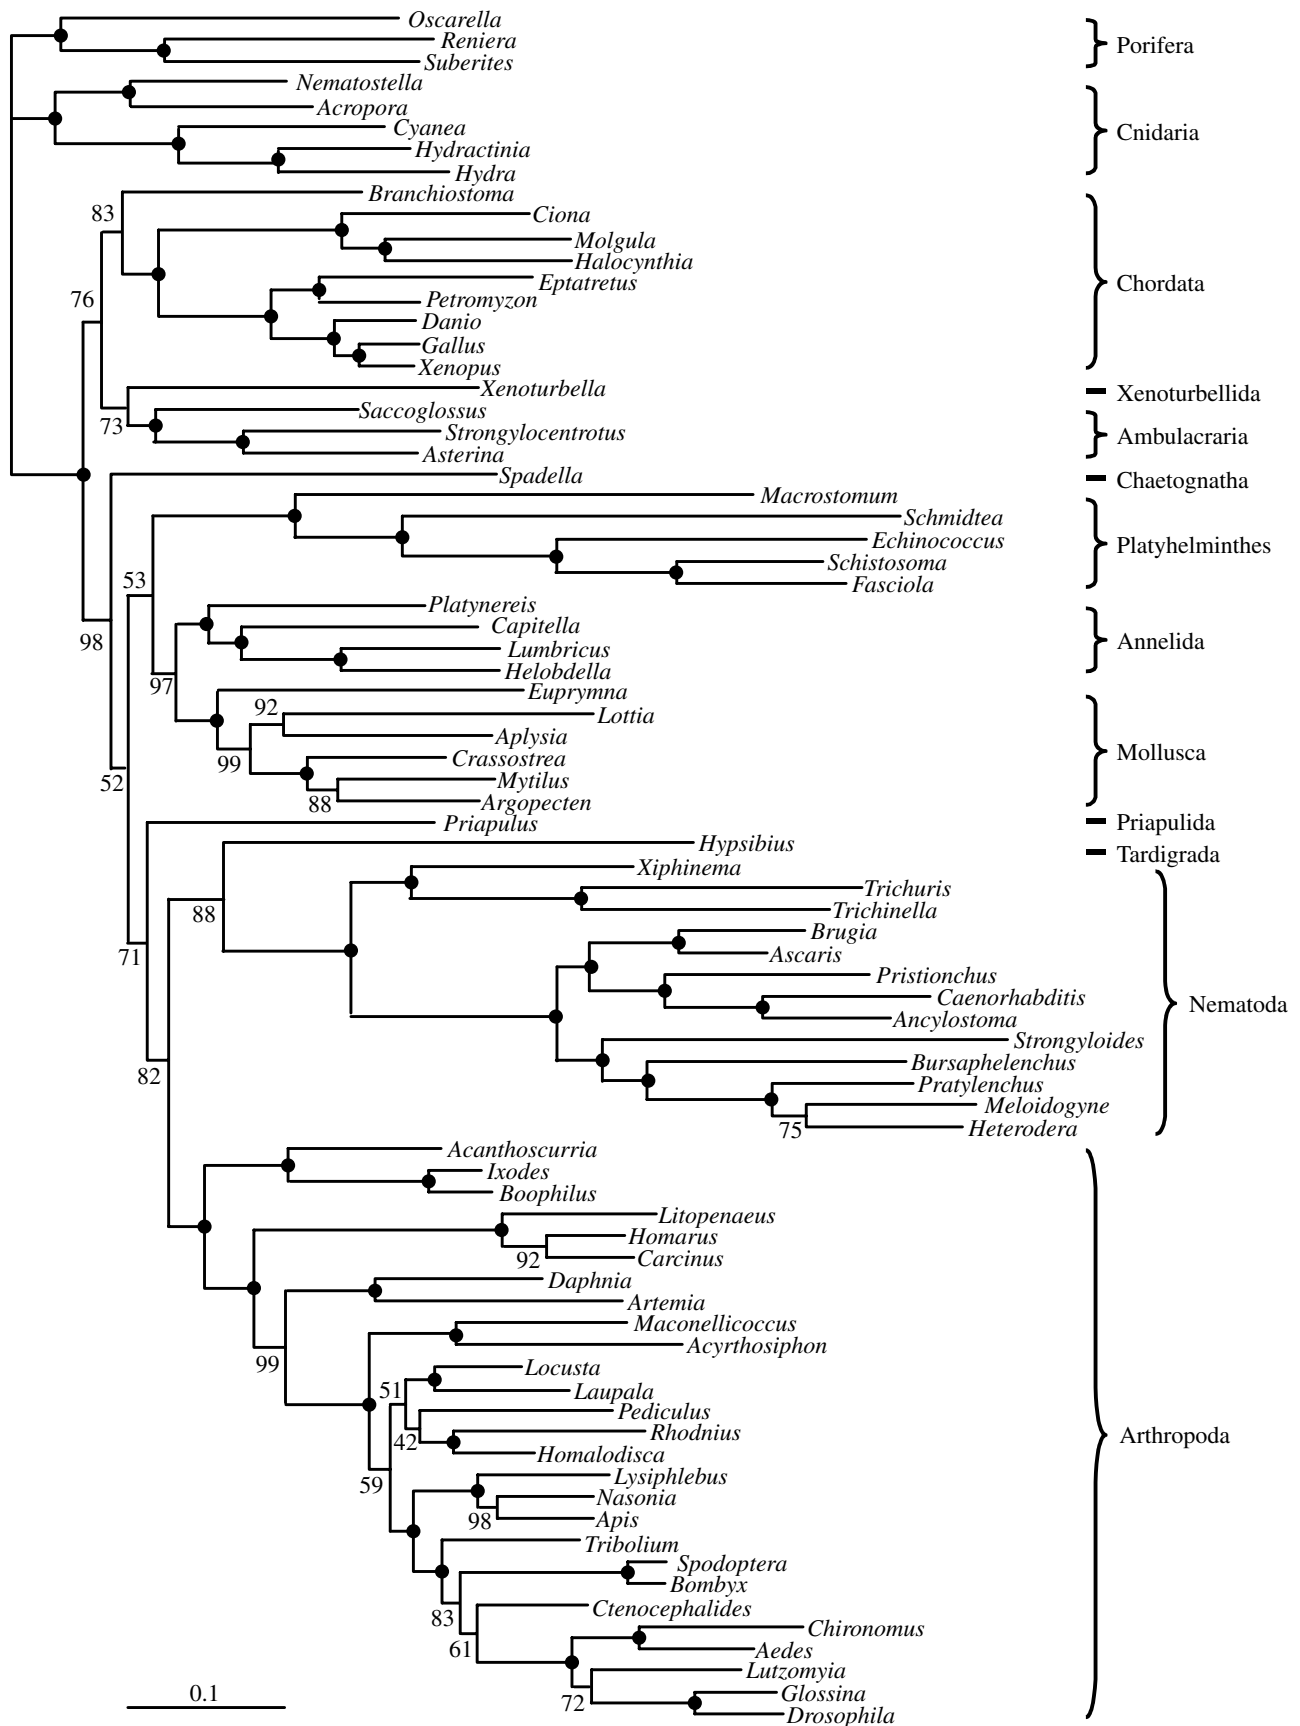 Oscarella
Reniera
Suberites
Porifera
Nematostella
Acropora
Cyanea
Hydractinia
Hydra
Cnidaria
Branchiostoma
83
Ciona
Molgula
Halocynthia
Eptatretus
Petromyzon
Danio
Gallus
Xenopus
Chordata
76
Xenoturbella
Xenoturbellida
73
Saccoglossus
Strongylocentrotus
Asterina
Ambulacraria
Spadella
Chaetognatha
Macrostomum
Schmidtea
Echinococcus
Schistosoma
Fasciola
Platyhelminthes
53
98
Platynereis
Capitella
Lumbricus
Helobdella
Annelida
97
Euprymna
92
Lottia
Aplysia
99
Crassostrea
Mytilus
88
Argopecten
Mollusca
52
Priapulus
Priapulida
Hypsibius
Tardigrada
88
71
Xiphinema
Trichuris
Trichinella
Brugia
Ascaris
Pristionchus
Caenorhabditis
Ancylostoma
Strongyloides
Bursaphelenchus
Pratylenchus
Meloidogyne
75
Heterodera
Nematoda
82
Acanthoscurria
Ixodes
Boophilus
Litopenaeus
Homarus
92
Carcinus
Daphnia
Artemia
99
Maconellicoccus
Acyrthosiphon
Locusta
51
Laupala
Pediculus
42
Rhodnius
Homalodisca
59
Lysiphlebus
Nasonia
98
Apis
Tribolium
Spodoptera
Bombyx
83
Ctenocephalides
61
Chironomus
Aedes
Lutzomyia
72
Glossina
Drosophila
Arthropoda
0.1